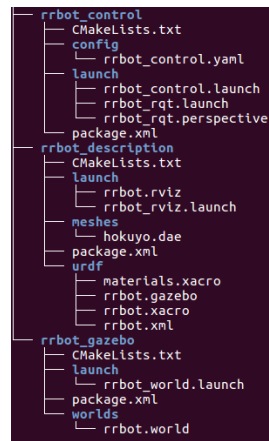 rrbot_control
CMakeLists.txt
config
rrbot_control.yaml
launch
rrbot_control.launch
rrbot_rqt.launch
rrbot_rqt.perspective
package.xml
rrbot_description
CMakeLists.txt
launch
rrbot.rviz
rrbot_rviz.launch
meshes
hokuyo.dae
package.xml
urdf
materials.xacro
rrbot.gazebo
rrbot.xacro
rrbot.xml
rrbot_gazebo
CMakeLists.txt
launch
rrbot_world.launch
package.xml
worlds
rrbot.world